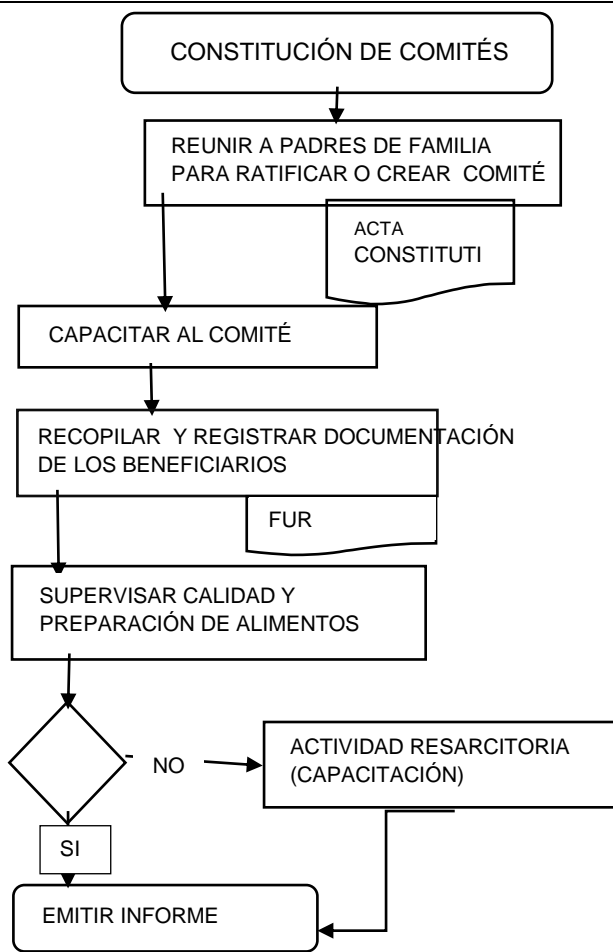 CONSTITUCIÓN DE COMITÉS
REUNIR A PADRES DE FAMILIA
PARA RATIFICAR O CREAR COMITÉ
ACTA
CONSTITUTI
CAPACITAR AL COMITÉ
RECOPILAR Y REGISTRAR DOCUMENTACIÓN
DE LOS BENEFICIARIOS
FUR
SUPERVISAR CALIDAD Y
PREPARACIÓN DE ALIMENTOS
NO
ACTIVIDAD RESARCITORIA
(CAPACITACIÓN)
SI
EMITIR INFORME